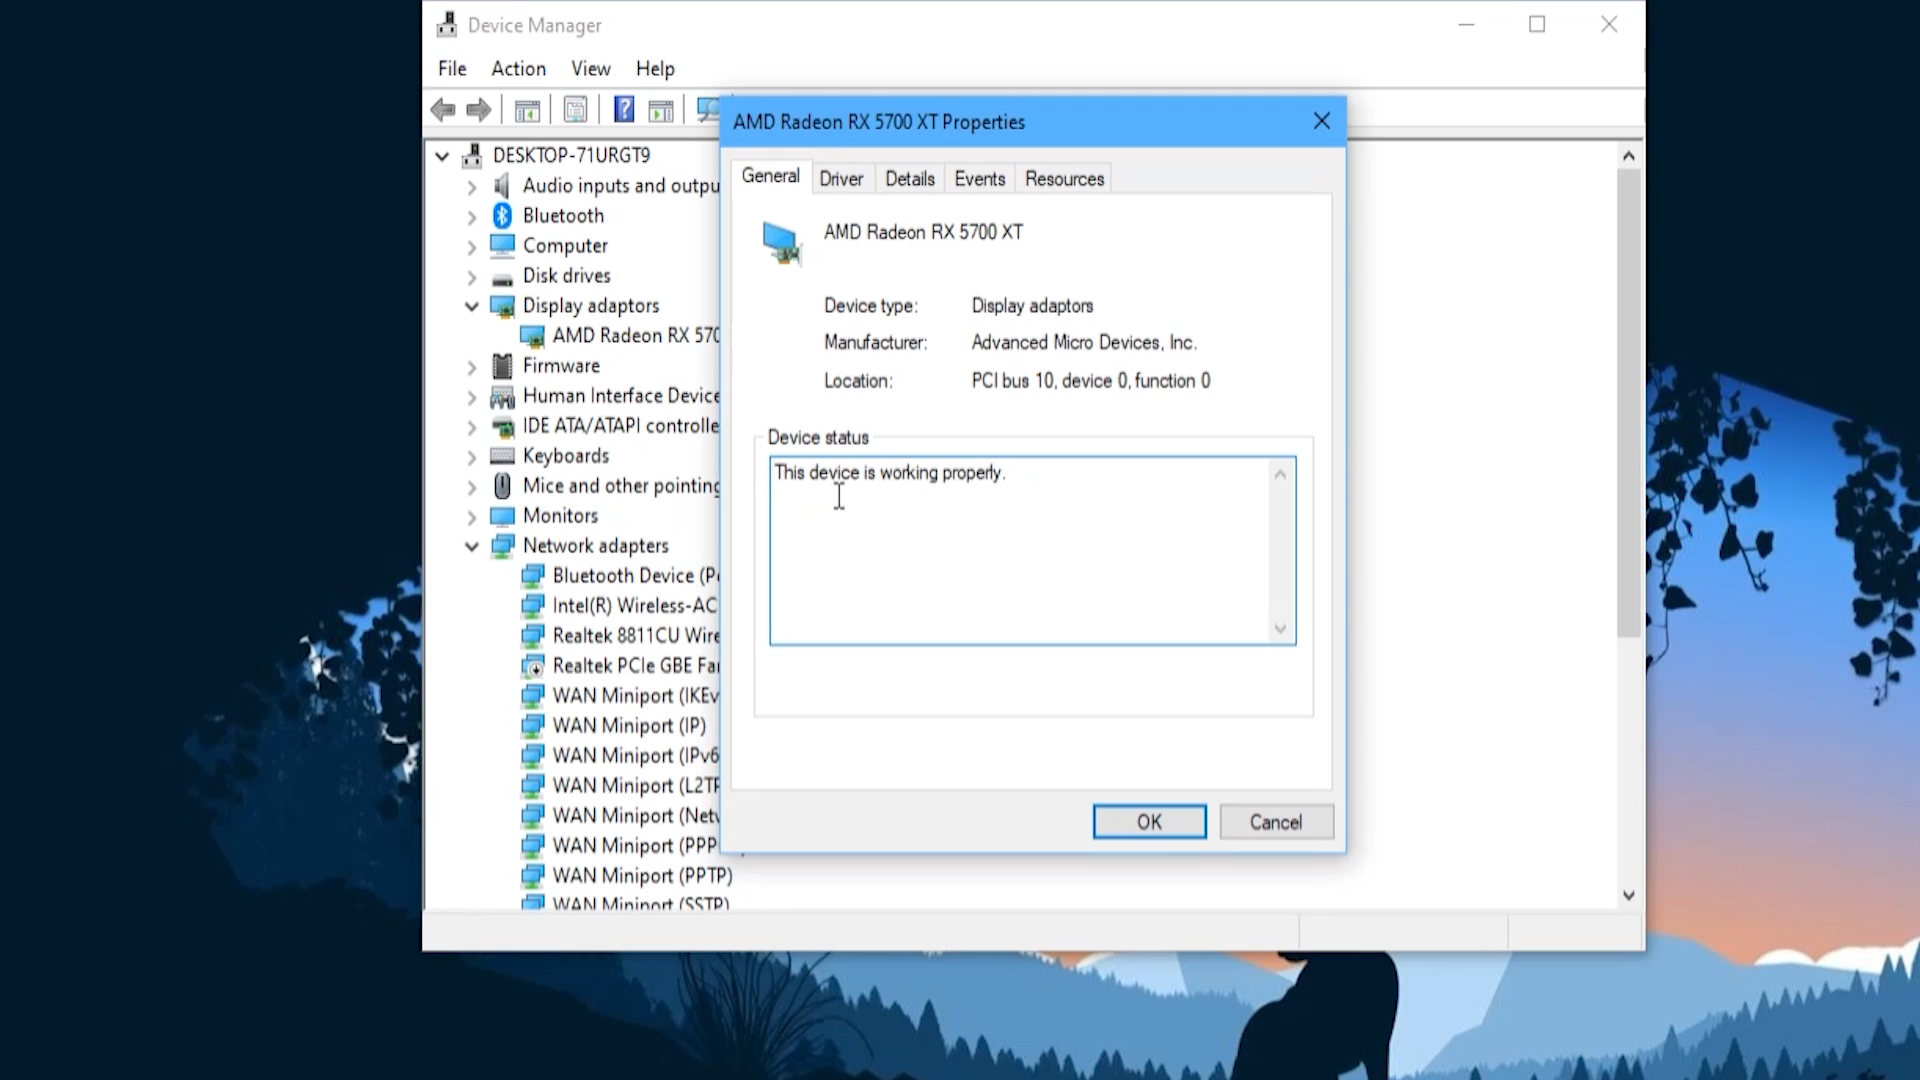 Device Manager
File Action View Help
AMD Radeon RX 5700 XT Properties
DESKTOP-71URGT9
Audio inputs and outpu
Bluetooth
Computer
Disk drives
Display adaptors
AMD Radeon RX 570
Firmware
Human Interface Device
IDE ATA/ATAPI controlle
Keyboards
Mice and other pointing
Monitors
Network adapters
Bluetooth Device (Pe
Intel(R) Wireless-AC
Realtek 8811CU Wire
Realtek PCIe GBE Fa
WAN Miniport (IKEv
WAN Miniport (IP)
WAN Miniport (IPv6
WAN Miniport (L2TP
WAN Miniport (Netw
WAN Miniport (PPP
WAN Miniport (PPTP)
WAN Miniport (SSTP)
General Driver Details Events Resources
AMD Radeon RX 5700 XT
Device type: Display adaptors
Manufacturer: Advanced Micro Devices, Inc.
Location: PCI bus 10, device 0, function 0
Device status
This device is working properly.
OK Cancel